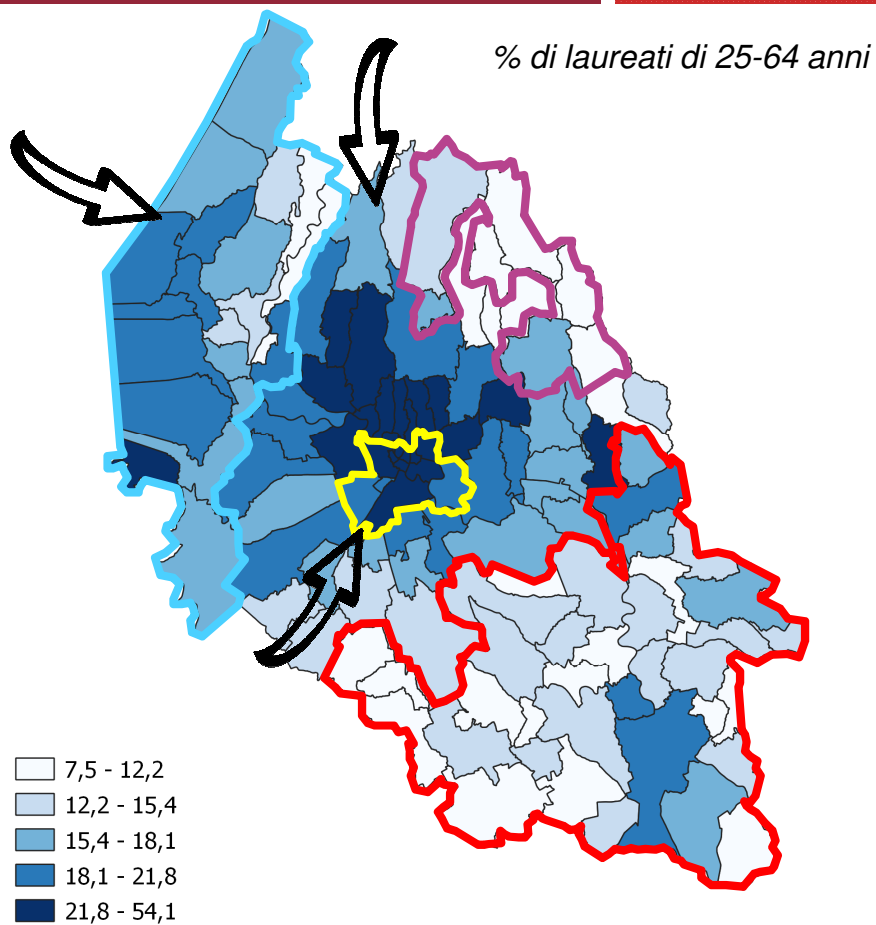 % di laureati di 25-64 anni
7,5 - 12,2
12,2 - 15,4
15,4 - 18,1
18,1 - 21,8
21,8 - 54,1